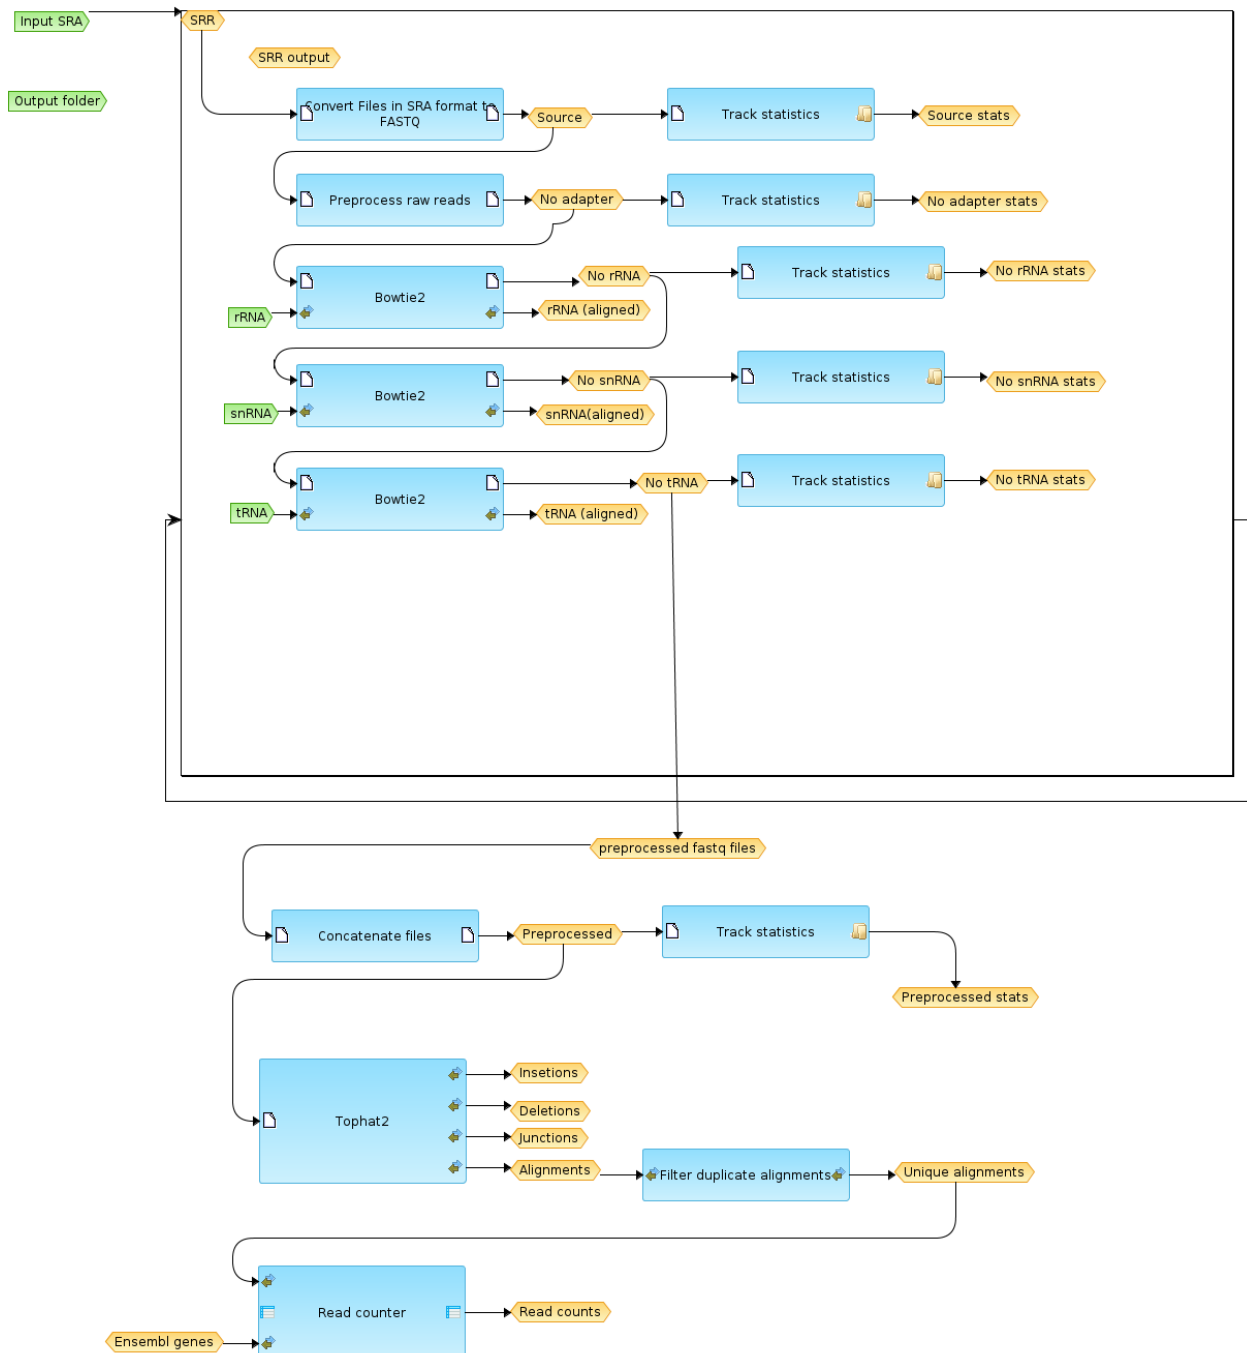 Input SRA
SRR
SRR output
Output folder
Convert Files in SRA format to
FASTQ
Source
Track statistics
Source stats
Preprocess raw reads
No adapter
Track statistics
No adapter stats
Bowtie2
No rRNA
Track statistics
No rRNA stats
rRNA
rRNA (aligned)
Bowtie2
No snRNA
Track statistics
No snRNA stats
snRNA
snRNA(aligned)
Bowtie2
No tRNA
Track statistics
No tRNA stats
tRNA
tRNA (aligned)
preprocessed fastq files
Concatenate files
Preprocessed
Track statistics
Preprocessed stats
Tophat2
Insetions
Deletions
Junctions
Alignments
Filter duplicate alignments
Unique alignments
Read counter
Read counts
Ensembl genes